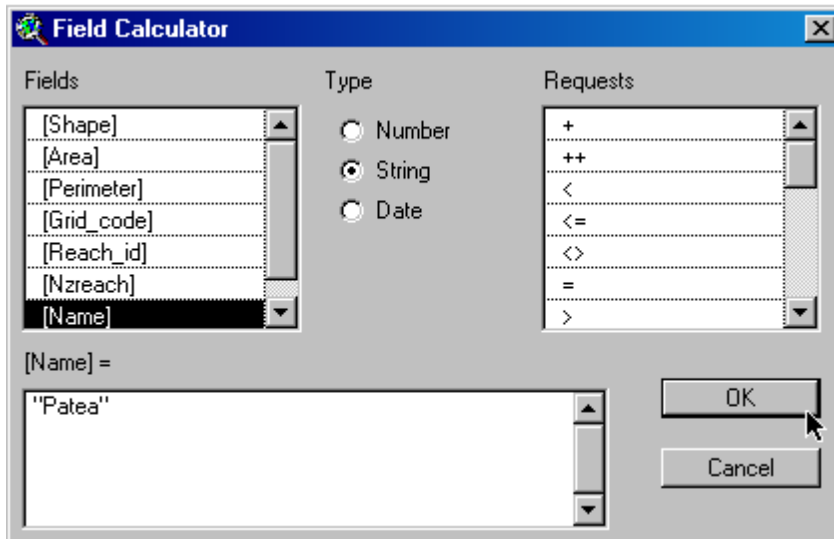 Field Calculator
Fields
Type
Requests
[Shape]
[Area]
[Perimeter]
[Grid_code]
[Reach_id]
[Nzreach]
[Name]
Number
String
Date
+
++
<
<=
<>
=
>
[Name] =
"Patea"
OK
Cancel